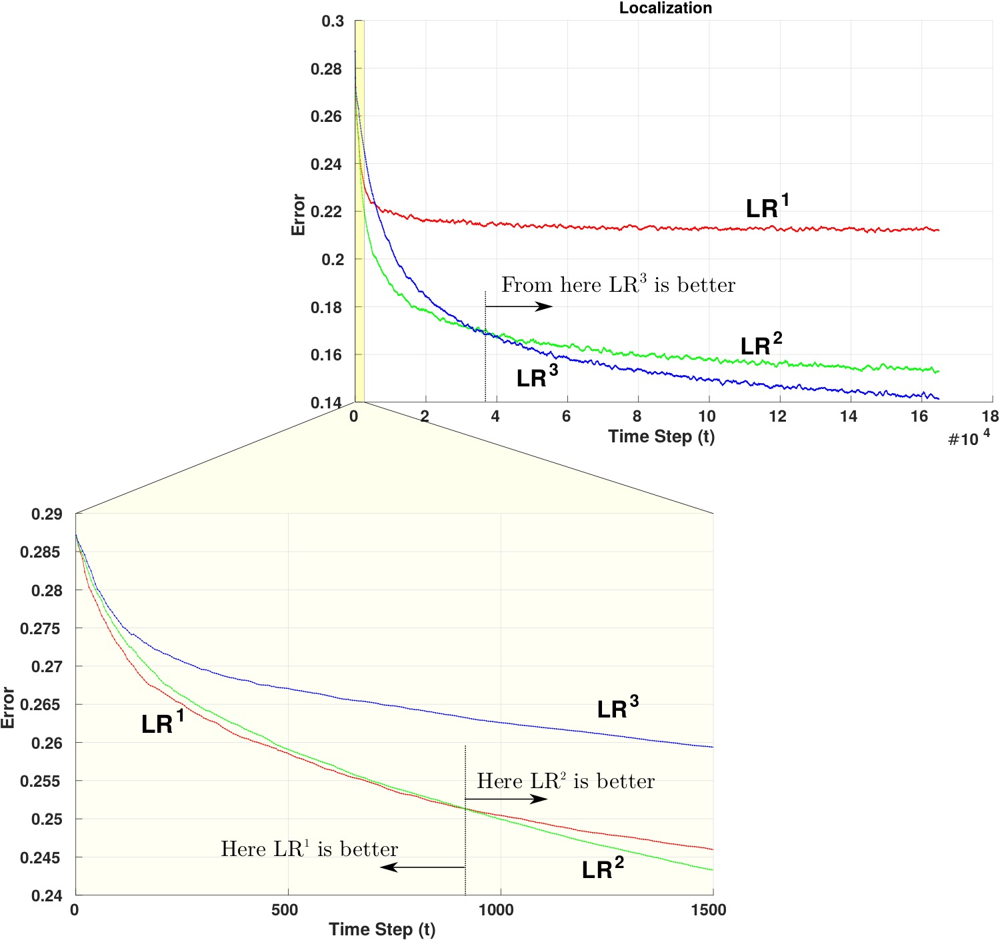 Localization
0.3
0.28
0.26
0.24
0.22
0.2
0.18
0.16
0.14
Error
LR¹
From here LR³ is better
LR²
LR³
0 2 4 6 8 10 12 14 16 18
Time Step (t)
#10⁴
0.29
0.285
0.28
0.275
0.27
0.265
0.26
0.255
0.25
0.245
0.24
Error
LR³
LR¹
Here LR² is better
Here LR¹ is better
LR²
0 500 1000 1500
Time Step (t)